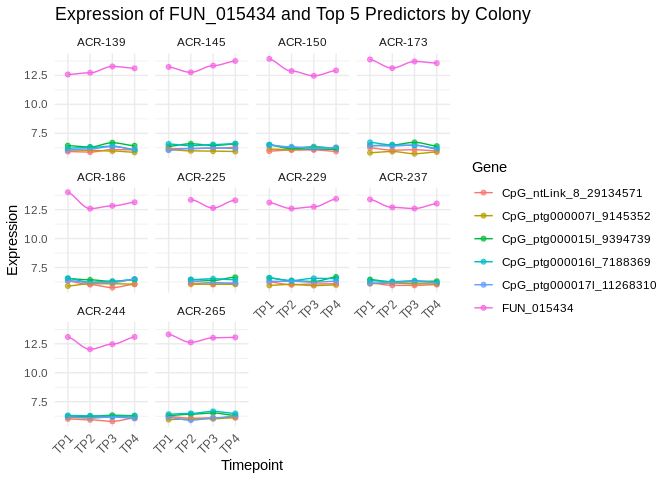 Expression of FUN_015434 and Top 5 Predictors by Colony
ACR-139 ACR-145 ACR-150 ACR-173
12.5
10.0
7.5
ACR-186 ACR-225 ACR-229 ACR-237
12.5
10.0
7.5
TP1 TP2 TP3 TP4 TP1 TP2 TP3 TP4
ACR-244 ACR-265
12.5
10.0
7.5
TP1 TP2 TP3 TP4 TP1 TP2 TP3 TP4
Timepoint
Expression
Gene
CpG_ntLink_8_29134571
CpG_ptg000007l_9145352
CpG_ptg000015l_9394739
CpG_ptg000016l_7188369
CpG_ptg000017l_11268310
FUN_015434